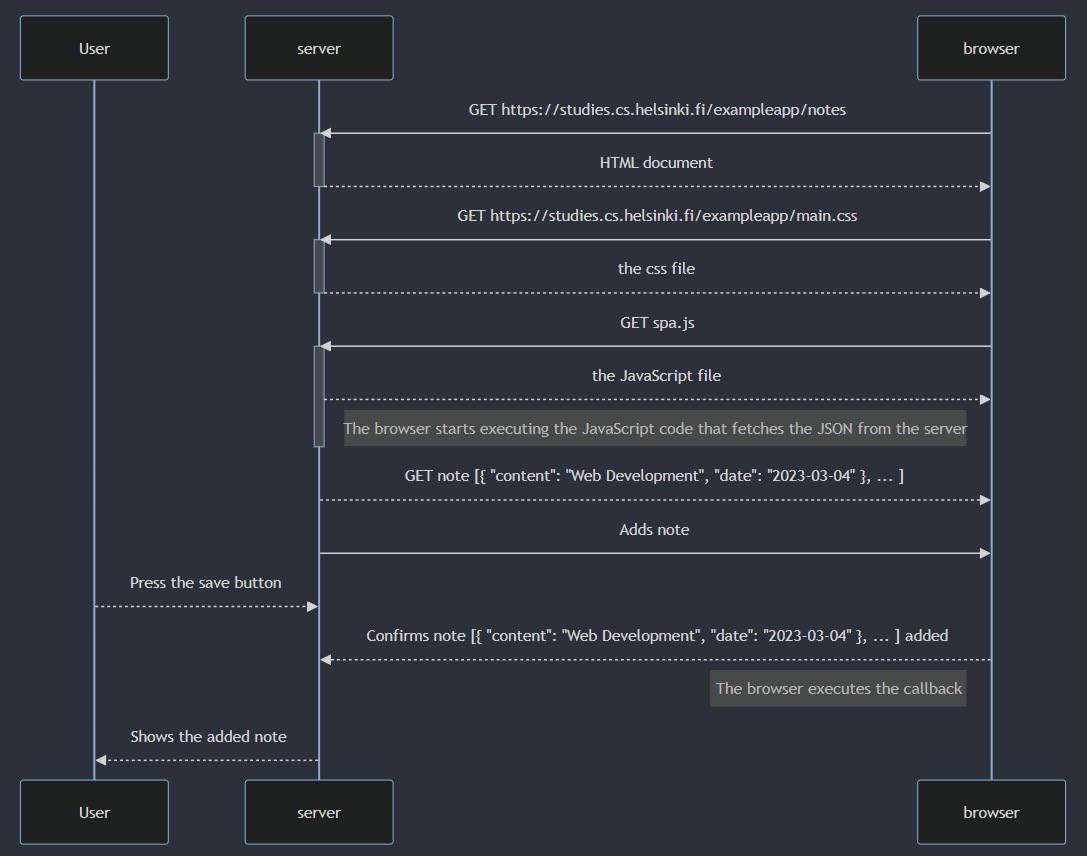 User
server
browser
GET https://studies.cs.helsinki.fi/exampleapp/notes
HTML document
GET https://studies.cs.helsinki.fi/exampleapp/main.css
the css file
GET spa.js
the JavaScript file
The browser starts executing the JavaScript code that fetches the JSON from the server
GET note [{ "content": "Web Development", "date": "2023-03-04" }, ... ]
Adds note
Press the save button
Confirms note [{ "content": "Web Development", "date": "2023-03-04" }, ... ] added
The browser executes the callback
Shows the added note
User
server
browser